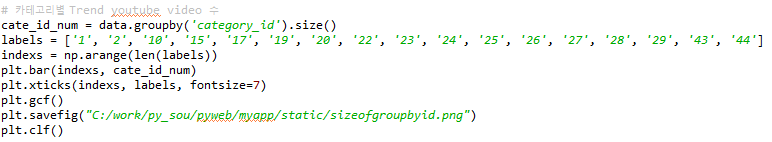 # 카테고리별 Trend youtube video 수
cate_id_num = data.groupby('category_id').size()
labels = ['1', '2', '10', '15', '17', '19', '20', '22', '23', '24', '25', '26', '27', '28', '29', '43', '44']
indexs = np.arange(len(labels))
plt.bar(indexs, cate_id_num)
plt.xticks(indexs, labels, fontsize=7)
plt.gcf()
plt.savefig("C:/work/py_sou/pyweb/myapp/static/sizeofgroupbyid.png")
plt.clf()